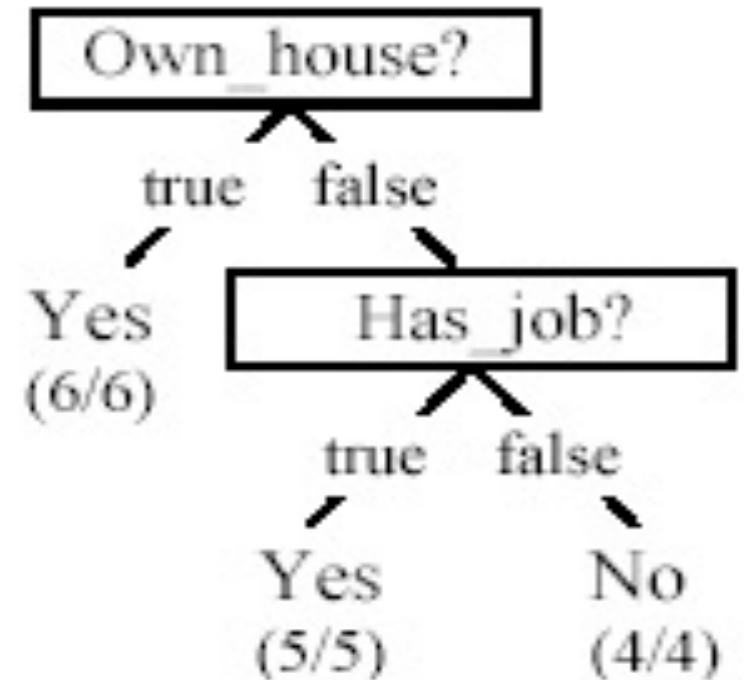 Own_house?
true false
Yes
(6/6)
Has_job?
true false
Yes No
(5/5) (4/4)